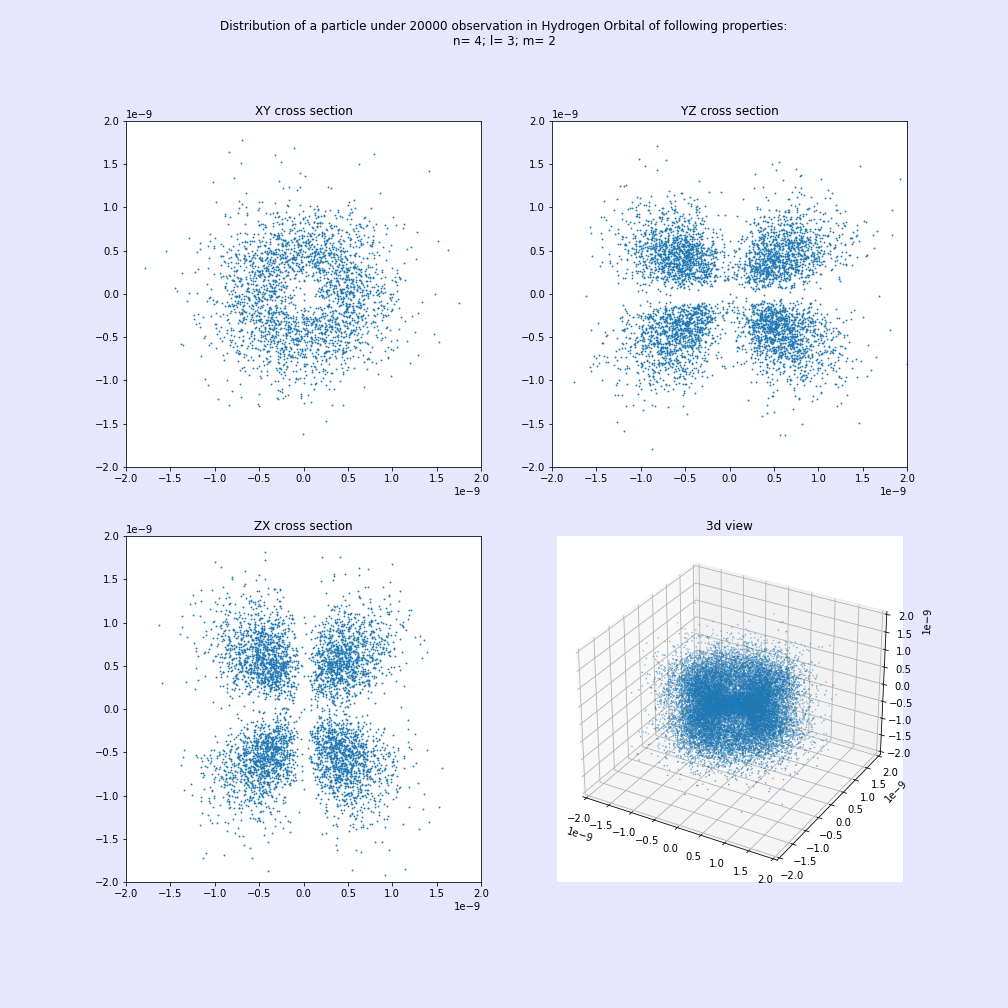 Distribution of a particle under 20000 observation in Hydrogen Orbital of following properties:
n= 4; l= 3; m= 2
XY cross section
1e−9
2.0
1.5
1.0
0.5
0.0
−0.5
−1.0
−1.5
−2.0
−2.0 −1.5 −1.0 −0.5 0.0 0.5 1.0 1.5 2.0
1e−9
YZ cross section
1e−9
2.0
1.5
1.0
0.5
0.0
−0.5
−1.0
−1.5
−2.0
−2.0 −1.5 −1.0 −0.5 0.0 0.5 1.0 1.5 2.0
1e−9
ZX cross section
1e−9
2.0
1.5
1.0
0.5
0.0
−0.5
−1.0
−1.5
−2.0
−2.0 −1.5 −1.0 −0.5 0.0 0.5 1.0 1.5 2.0
1e−9
3d view
1e−9
2.0
1.5
1.0
0.5
0.0
−0.5
−1.0
−1.5
−2.0
2.0
1.5
1.0
0.5
0.0
−0.5
−1.0
−1.5
−2.0
1e−9
−2.0 −1.5 −1.0 −0.5 0.0 0.5 1.0 1.5 2.0
1e−9